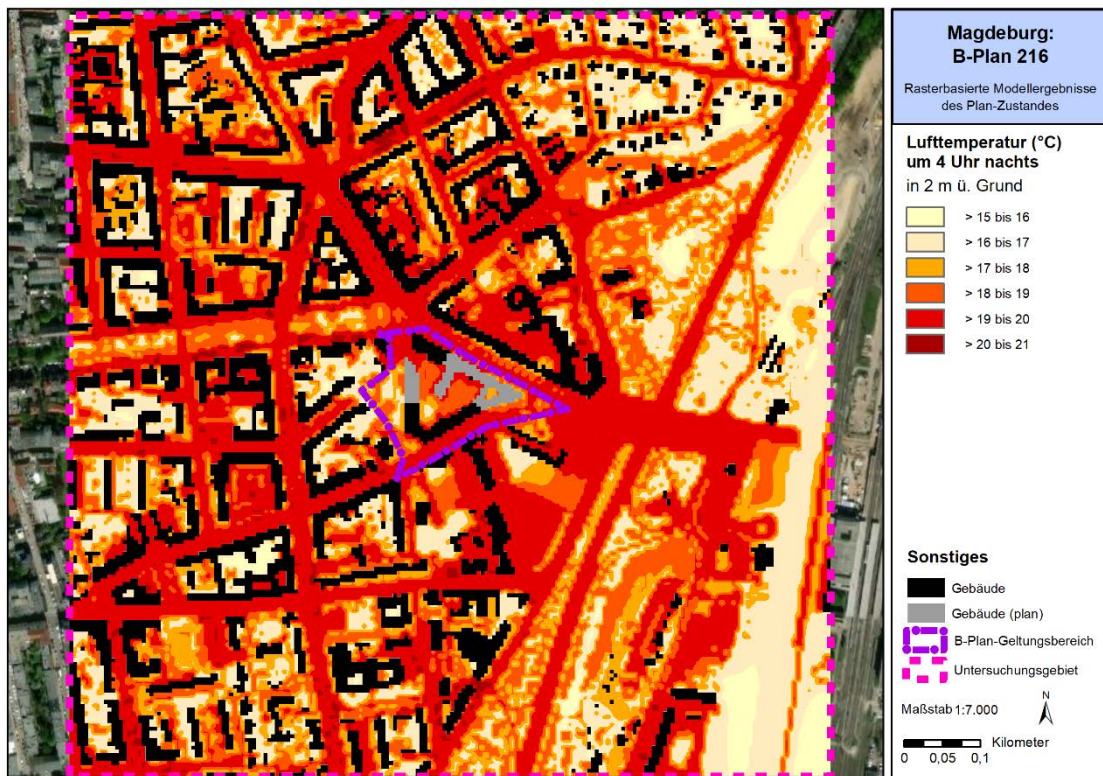 Magdeburg:
B-Plan 216
Rasterbasierte Modellergebnisse
des Plan-Zustandes
Lufttemperatur (°C)
um 4 Uhr nachts
in 2 m ü. Grund
> 15 bis 16
> 16 bis 17
> 17 bis 18
> 18 bis 19
> 19 bis 20
> 20 bis 21
Sonstiges
Gebäude
Gebäude (plan)
B-Plan-Geltungsbereich
Untersuchungsgebiet
N
Maßstab 1:7.000
Kilometer
0 0,05 0,1